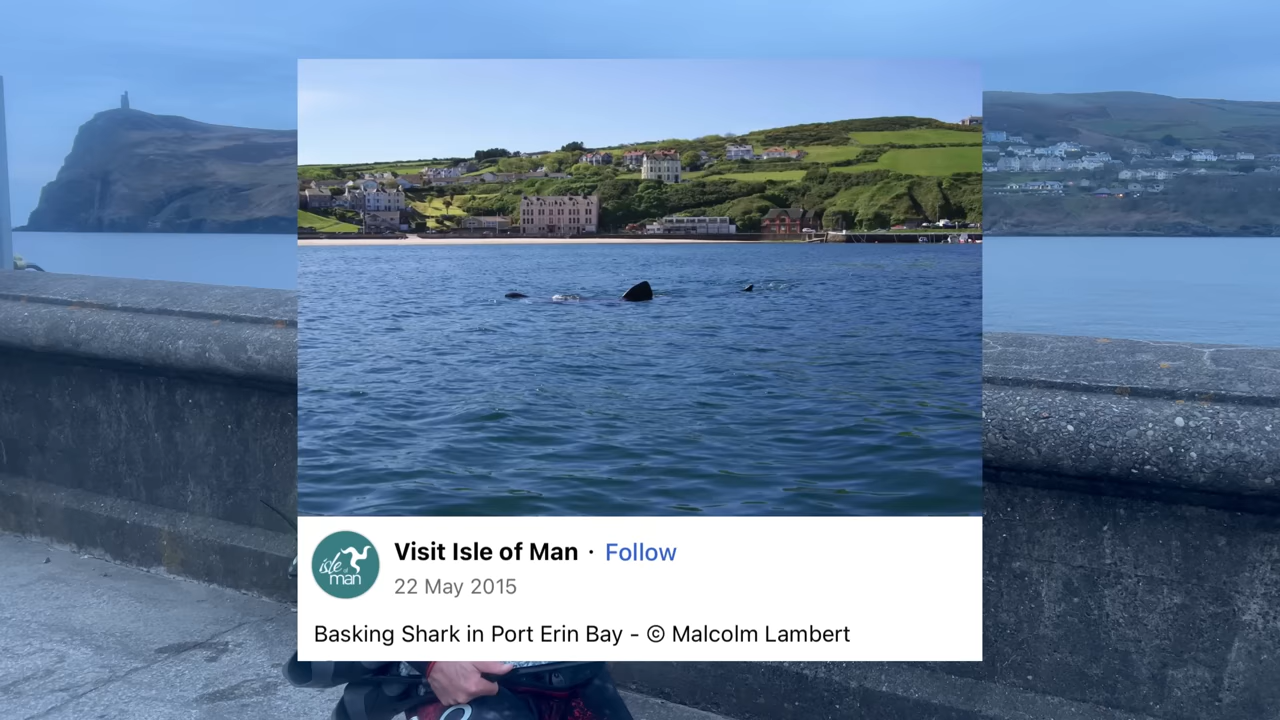 isle of man
Visit Isle of Man · Follow
22 May 2015
Basking Shark in Port Erin Bay - © Malcolm Lambert